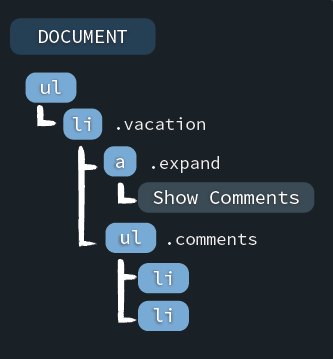 DOCUMENT
ul
li .vacation
a .expand
Show Comments
ul .comments
li
li